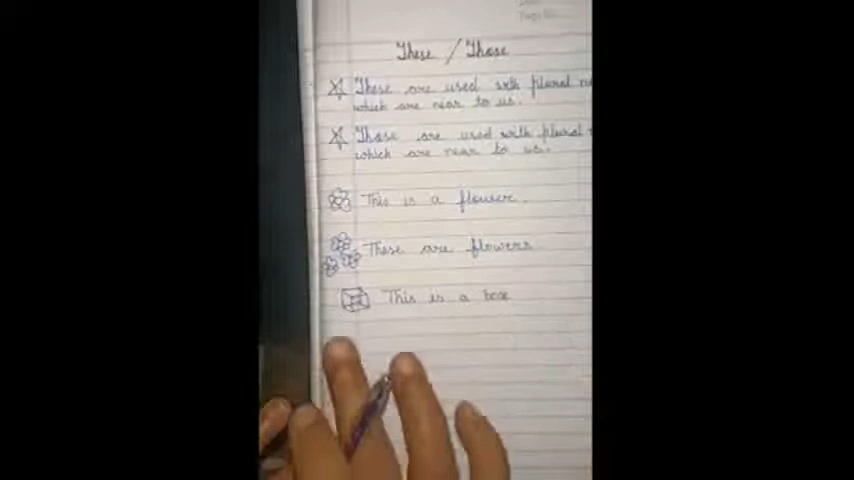 These / Those
These are used with plural
which are near to us.
Those are used with plural
which are near to us.
This is a flower.
These are flowers
This is a box